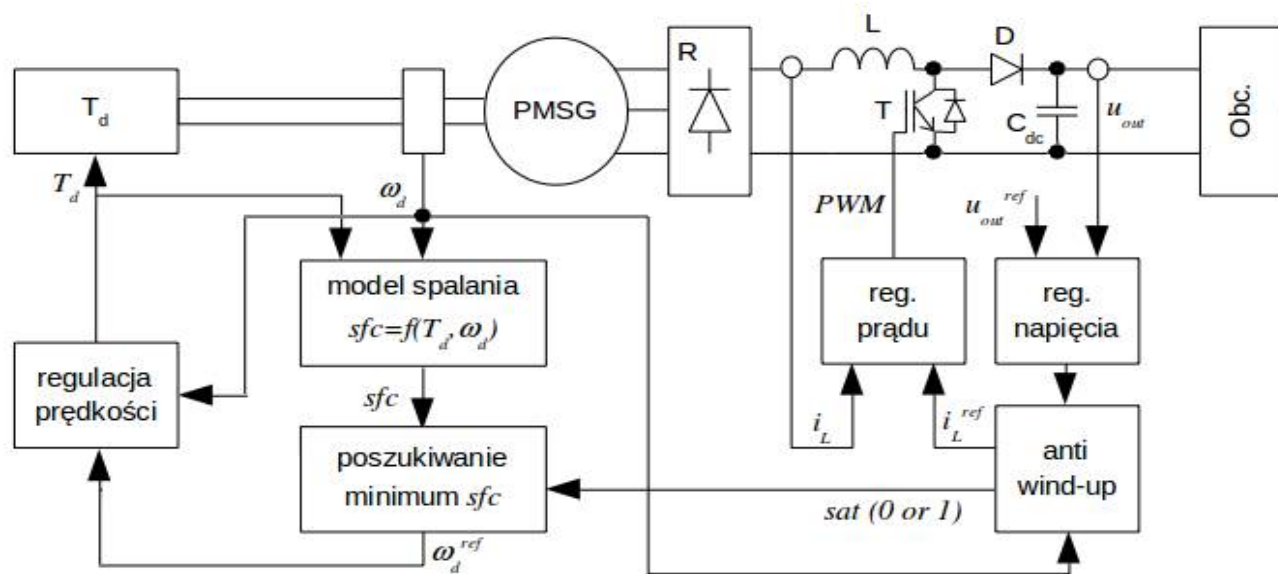 L
D
R
T_d
PMSG
T
C_dc
u_out
Obc.
T_d
ω_d
PWM
u_out^ref
model spalania
sfc=f(T_d, ω_d)
reg.
prądu
reg.
napięcia
regulacja
prędkości
sfc
i_L
i_L^ref
poszukiwanie
minimum sfc
anti
wind-up
sat (0 or 1)
ω_d^ref